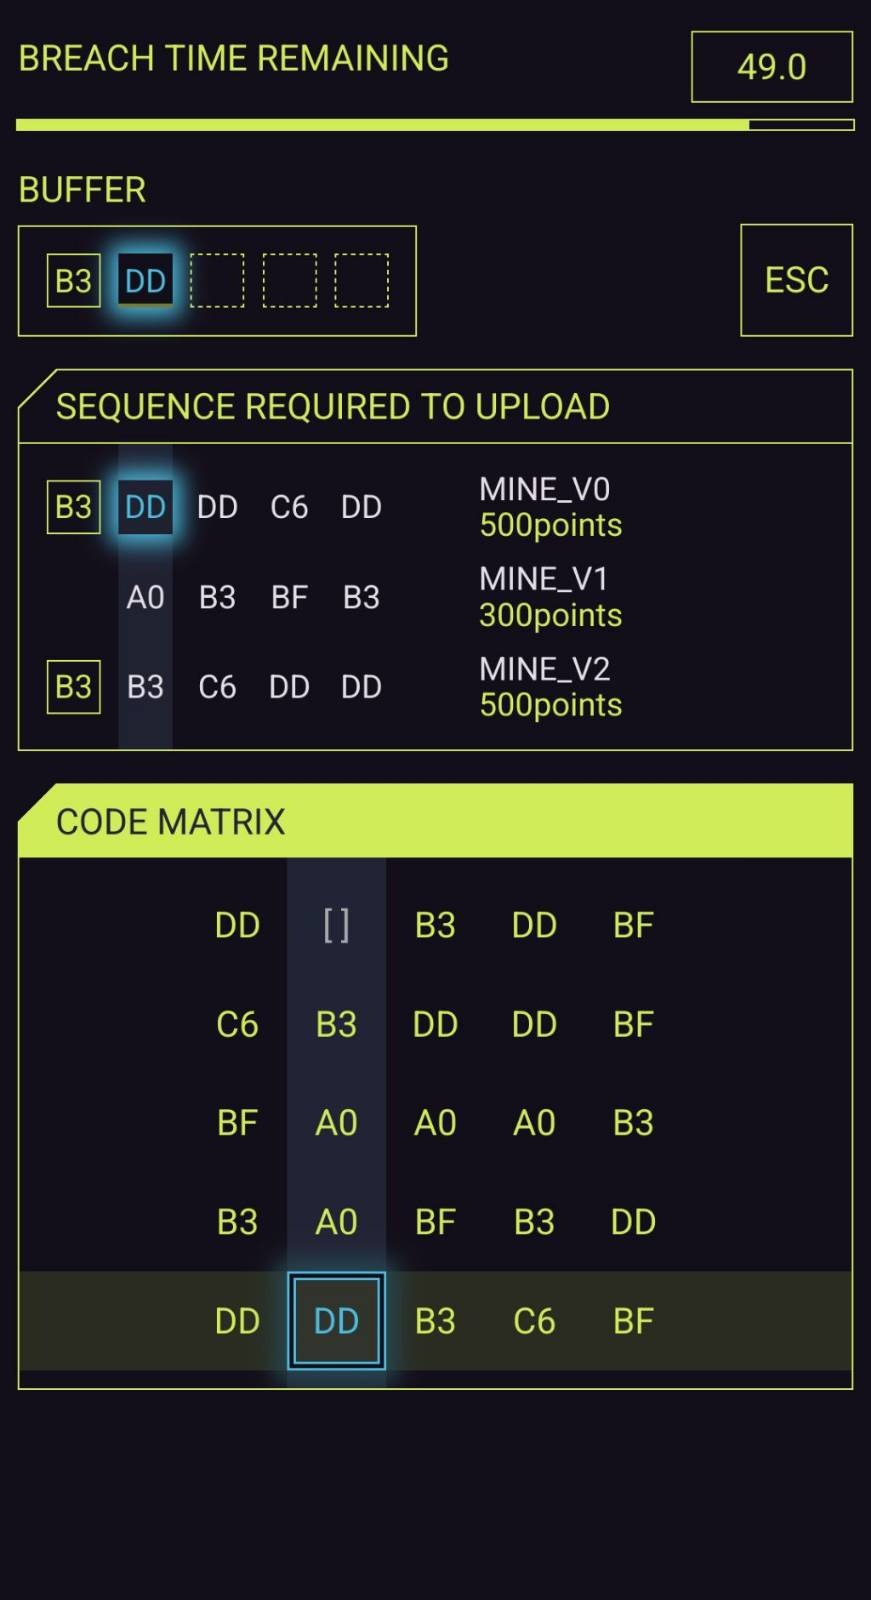 BREACH TIME REMAINING 49.0
BUFFER
B3 DD
ESC
SEQUENCE REQUIRED TO UPLOAD
B3 DD DD C6 DD MINE_V0
500points
A0 B3 BF B3 MINE_V1
300points
B3 B3 C6 DD DD MINE_V2
500points
CODE MATRIX
DD [ ] B3 DD BF
C6 B3 DD DD BF
BF A0 A0 A0 B3
B3 A0 BF B3 DD
DD DD B3 C6 BF